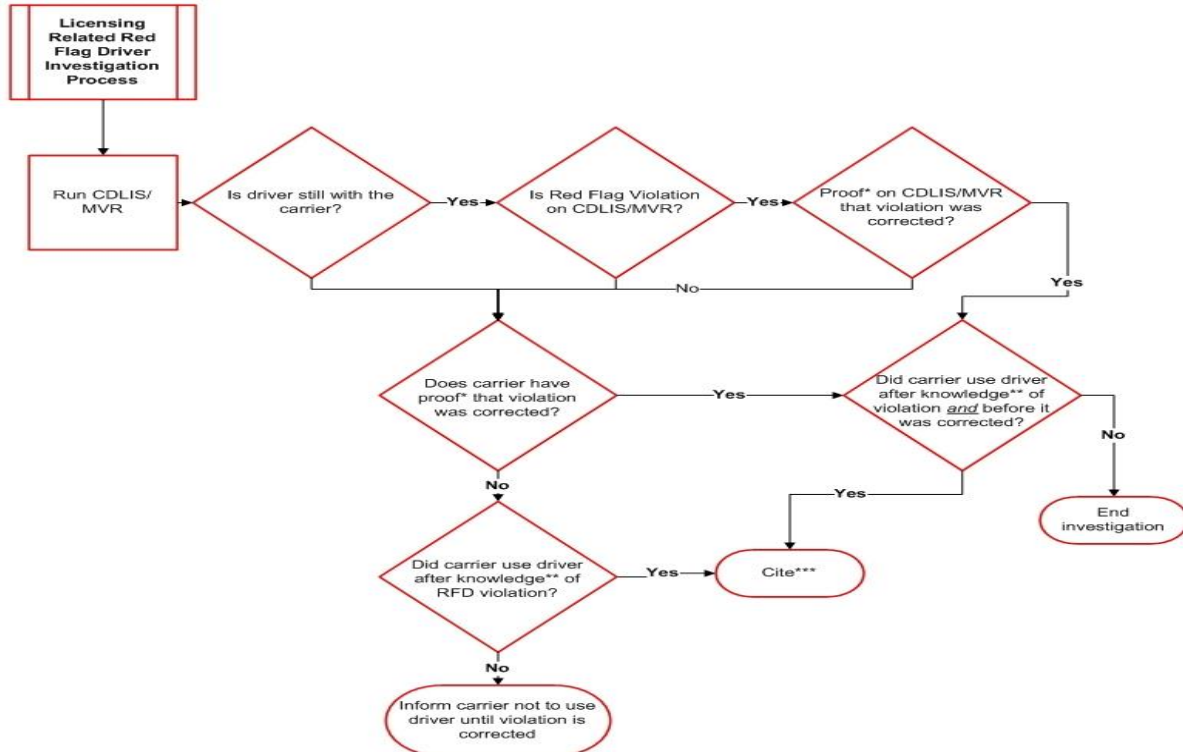 Licensing
Related Red
Flag Driver
Investigation
Process
Run CDLIS/
MVR
Is driver still with the
carrier?
Yes
Is Red Flag Violation
on CDLIS/MVR?
Yes
Proof* on CDLIS/MVR
that violation was
corrected?
No
Yes
Does carrier have
proof* that violation
was corrected?
Yes
Did carrier use driver
after knowledge** of
violation and before it
was corrected?
No
No
Yes
End
investigation
Did carrier use driver
after knowledge** of
RFD violation?
Yes
Cite***
No
Inform carrier not to use
driver until violation is
corrected